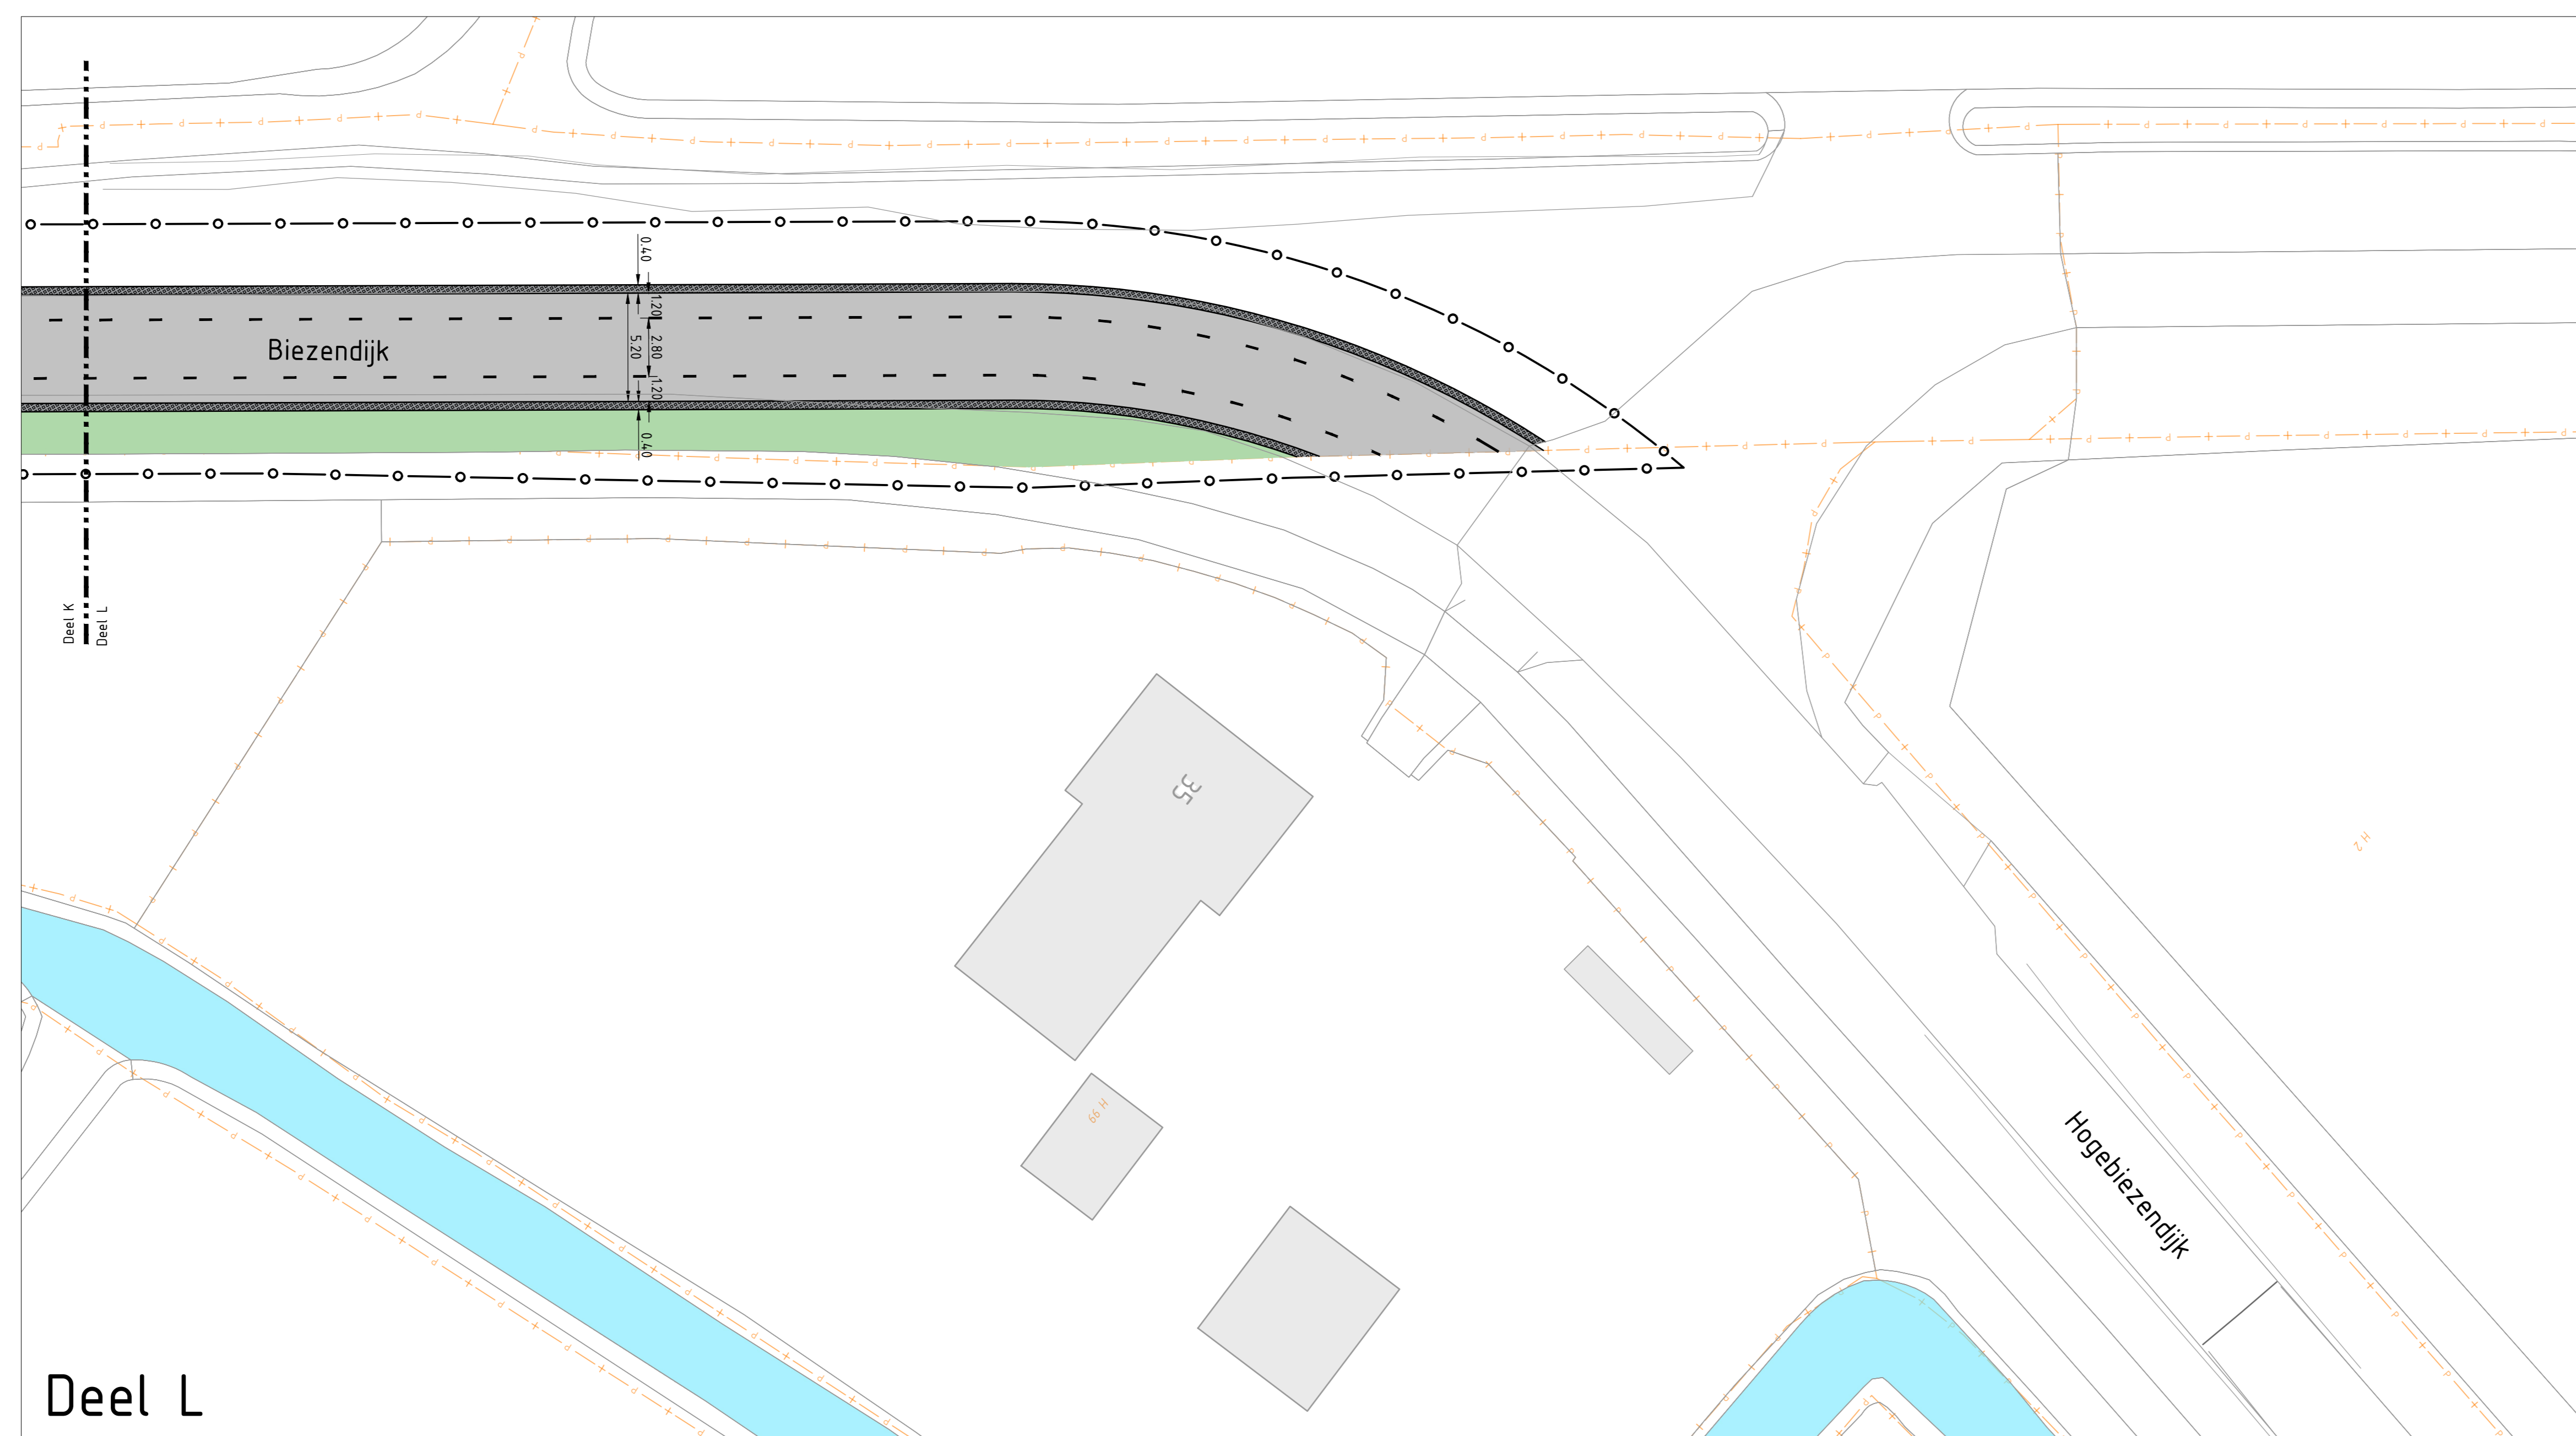 0.40
1.20
5.20
2.80
1.20
0.40
Biezendijk
Deel K
Deel L
35
H 2
H 99
Hogebiezendijk
Deel L